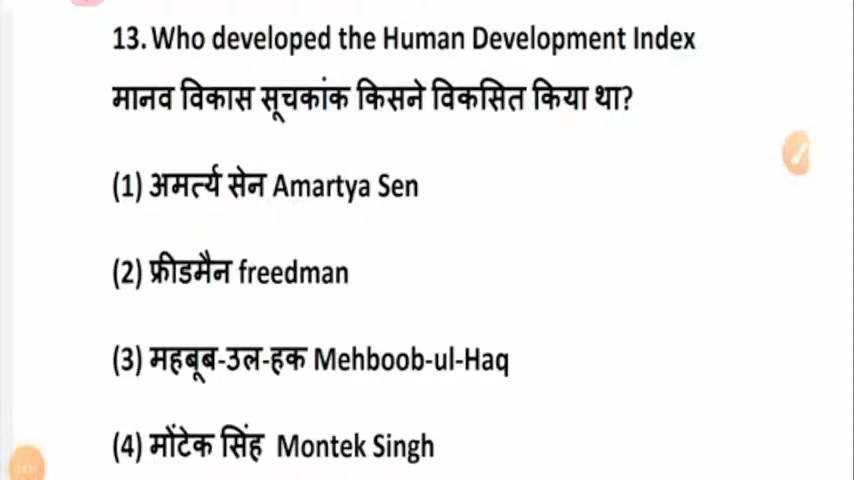 13. Who developed the Human Development Index
मानव विकास सूचकांक किसने विकसित किया था?
(1) अमर्त्य सेन Amartya Sen
(2) फ्रीडमैन freedman
(3) महबूब-उल-हक Mehboob-ul-Haq
(4) मोंटेक सिंह Montek Singh